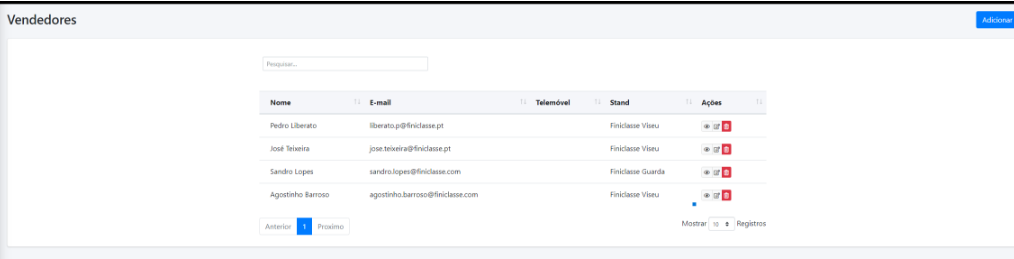 Vendedores
Adicionar
Pesquisar...
Nome E-mail Telemóvel Stand Ações
Pedro Liberato liberato.p@finiclasse.pt Finiclasse Viseu
José Teixeira jose.teixeira@finiclasse.pt Finiclasse Viseu
Sandro Lopes sandro.lopes@finiclasse.com Finiclasse Guarda
Agostinho Barroso agostinho.barroso@finiclasse.com Finiclasse Viseu
Anterior 1 Proximo
Mostrar 10 Registros